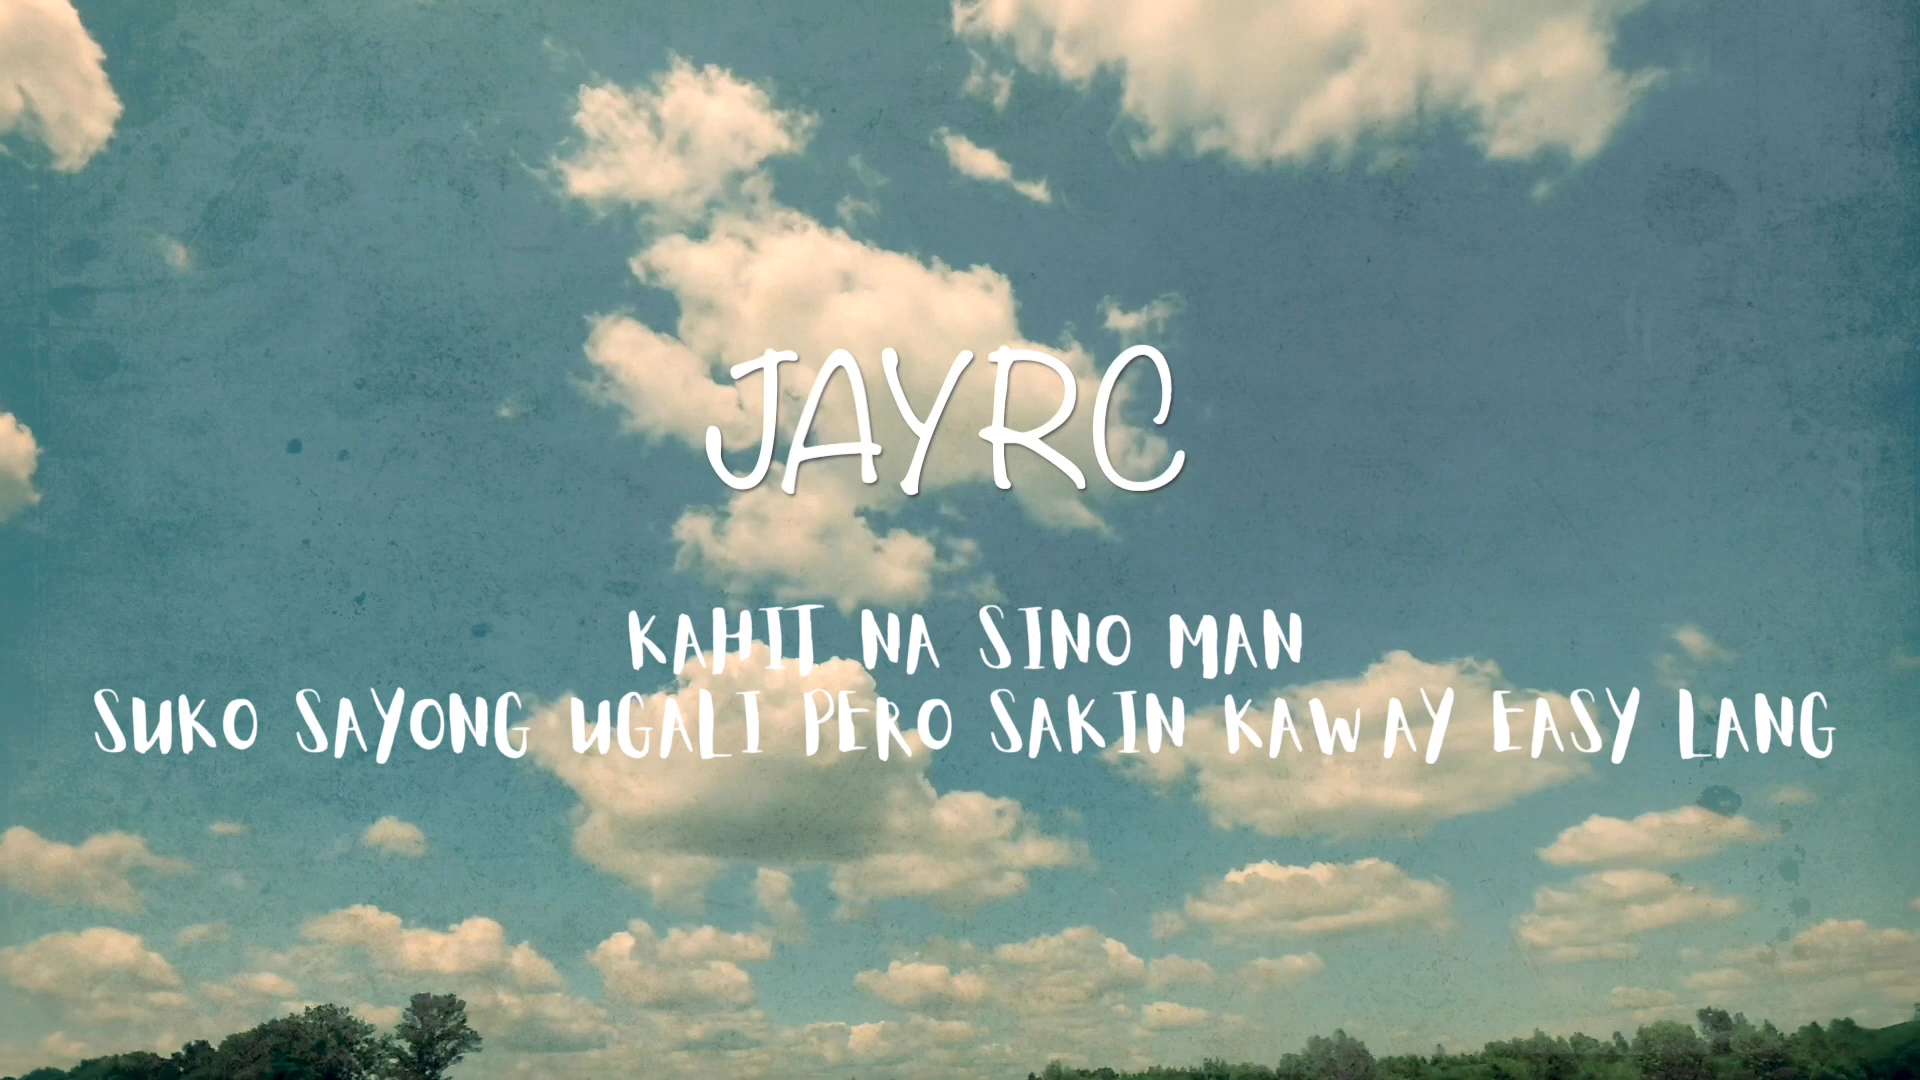 JAYRC
KAHIT NA SINO MAN
SUKO SAYONG UGALI PERO SAKIN KAWAY EASY LANG